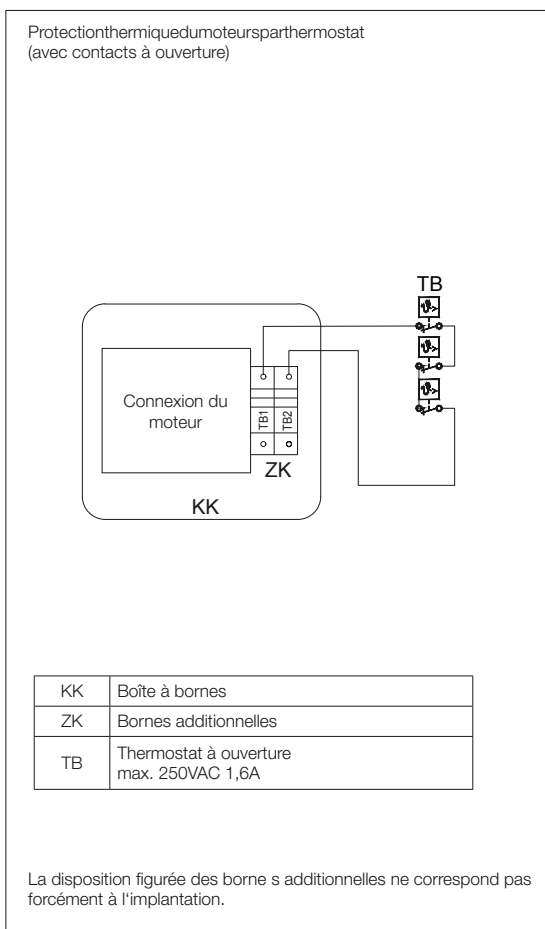 Protectionthermiquedumoteursparthermostat
(avec contacts à ouverture)
TB
Connexion du
moteur
TB1
TB2
ZK
KK
KK Boîte à bornes
ZK Bornes additionnelles
TB Thermostat à ouverture
max. 250VAC 1,6A
La disposition figurée des borne s additionnelles ne correspond pas
forcément à l‘implantation.